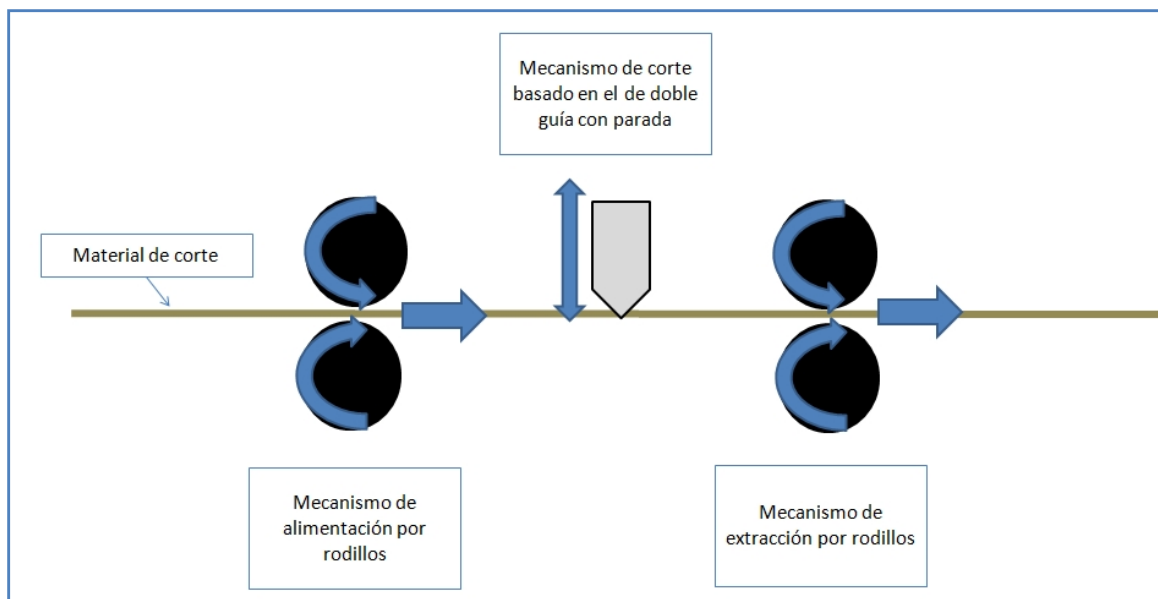 Mecanismo de corte
basado en el de doble
guía con parada
Material de corte
Mecanismo de
alimentación por
rodillos
Mecanismo de
extracción por rodillos